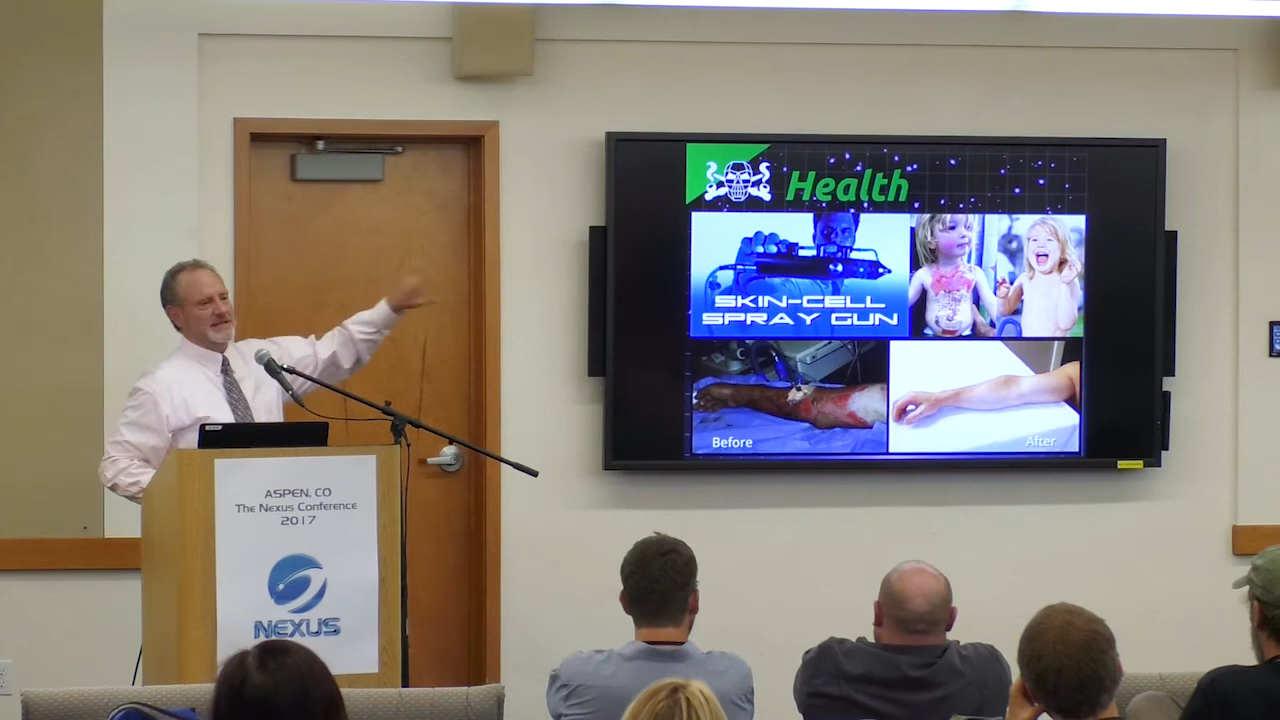 Health
SKIN-CELL
SPRAY GUN
Before
After
ASPEN, CO
The Nexus Conference
2017
NEXUS